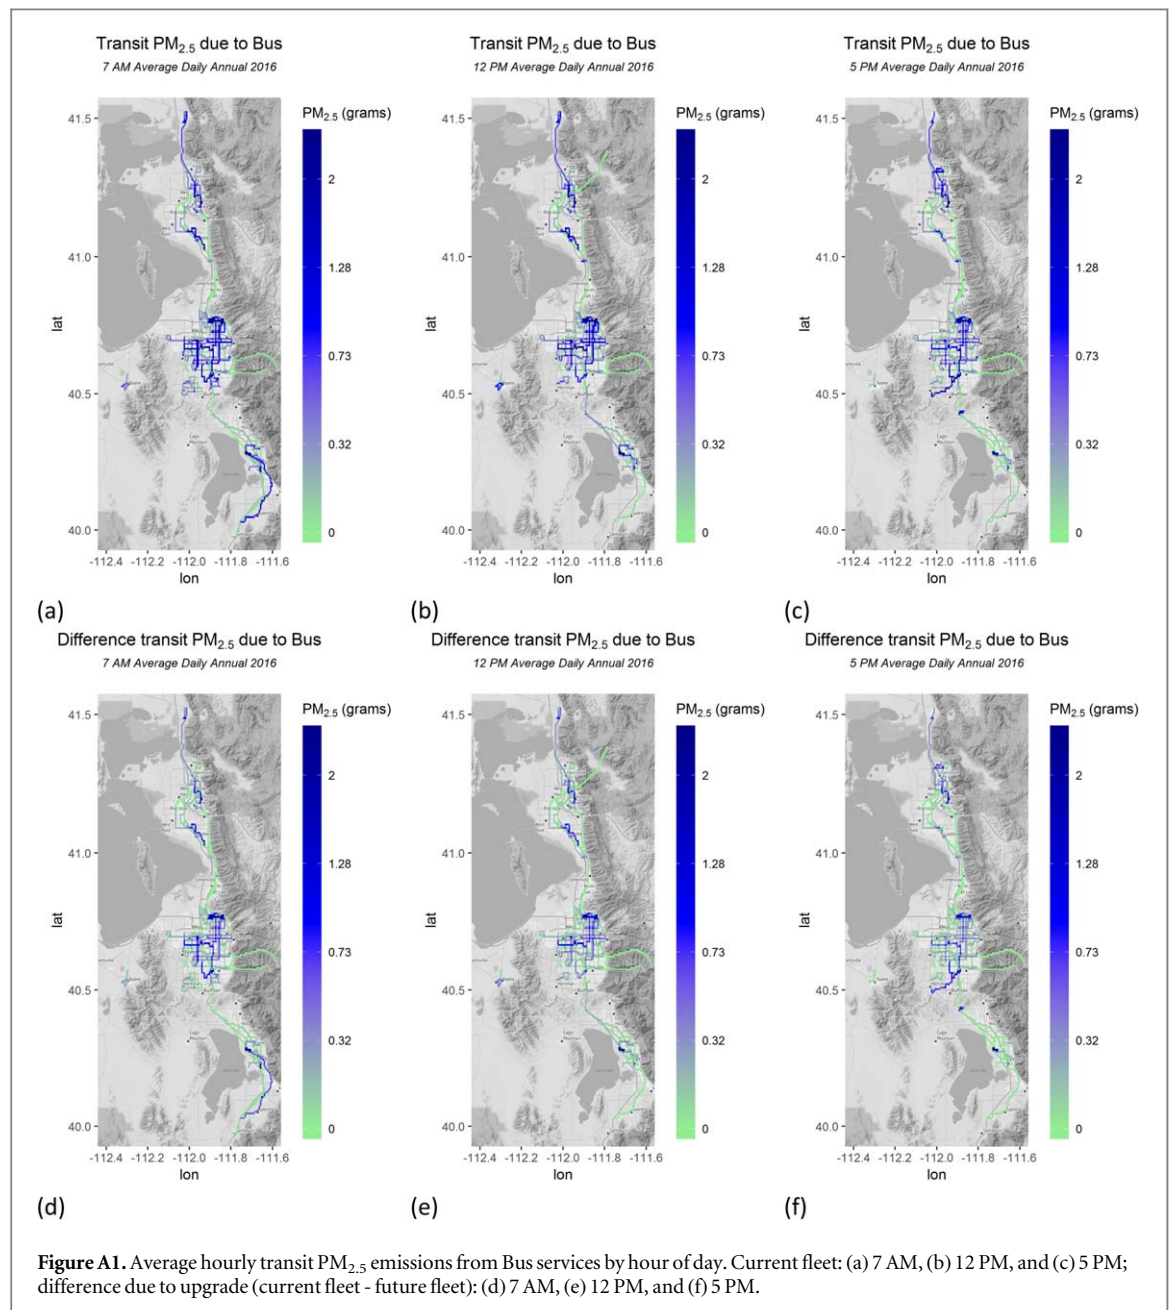 Transit PM2.5 due to Bus
7 AM Average Daily Annual 2016
PM2.5 (grams)
41.5
41.0
40.5
40.0
lat
-112.4 -112.2 -112.0 -111.8 -111.6
lon
2
1.28
0.73
0.32
0
(a)
Transit PM2.5 due to Bus
12 PM Average Daily Annual 2016
PM2.5 (grams)
41.5
41.0
40.5
40.0
lat
-112.4 -112.2 -112.0 -111.8 -111.6
lon
2
1.28
0.73
0.32
0
(b)
Transit PM2.5 due to Bus
5 PM Average Daily Annual 2016
PM2.5 (grams)
41.5
41.0
40.5
40.0
lat
-112.4 -112.2 -112.0 -111.8 -111.6
lon
2
1.28
0.73
0.32
0
(c)
Difference transit PM2.5 due to Bus
7 AM Average Daily Annual 2016
PM2.5 (grams)
41.5
41.0
40.5
40.0
lat
-112.4 -112.2 -112.0 -111.8 -111.6
lon
2
1.28
0.73
0.32
0
(d)
Difference transit PM2.5 due to Bus
12 PM Average Daily Annual 2016
PM2.5 (grams)
41.5
41.0
40.5
40.0
lat
-112.4 -112.2 -112.0 -111.8 -111.6
lon
2
1.28
0.73
0.32
0
(e)
Difference transit PM2.5 due to Bus
5 PM Average Daily Annual 2016
PM2.5 (grams)
41.5
41.0
40.5
40.0
lat
-112.4 -112.2 -112.0 -111.8 -111.6
lon
2
1.28
0.73
0.32
0
(f)
Figure A1. Average hourly transit PM2.5 emissions from Bus services by hour of day. Current fleet: (a) 7 AM, (b) 12 PM, and (c) 5 PM;
difference due to upgrade (current fleet - future fleet): (d) 7 AM, (e) 12 PM, and (f) 5 PM.